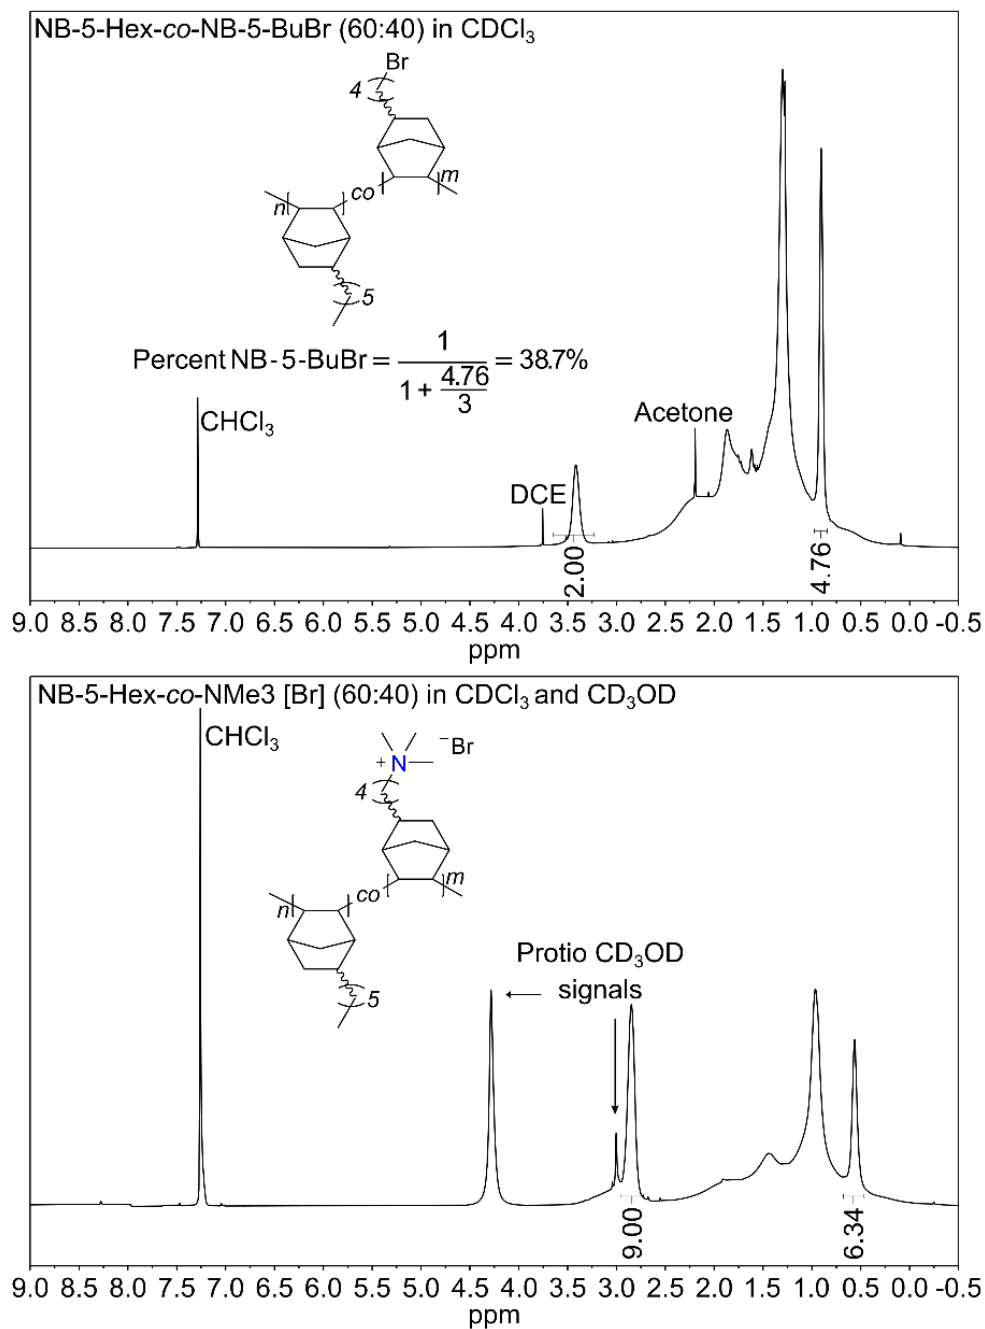 NB-5-Hex-co-NB-5-BuBr (60:40) in CDCl₃
Br
4
m
co
n
5
Percent NB-5-BuBr = 1 / (1 + 4.76/3) = 38.7%
CHCl₃
Acetone
DCE
2.00
4.76
9.0 8.5 8.0 7.5 7.0 6.5 6.0 5.5 5.0 4.5 4.0 3.5 3.0 2.5 2.0 1.5 1.0 0.5 0.0 -0.5
ppm
NB-5-Hex-co-NMe3 [Br] (60:40) in CDCl₃ and CD₃OD
CHCl₃
⁻Br
+ N
4
m
co
n
5
Protio CD₃OD
signals
9.00
6.34
9.0 8.5 8.0 7.5 7.0 6.5 6.0 5.5 5.0 4.5 4.0 3.5 3.0 2.5 2.0 1.5 1.0 0.5 0.0 -0.5
ppm